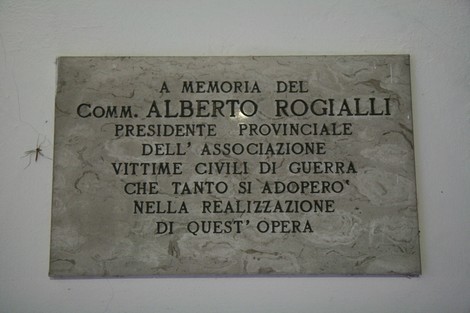 A MEMORIA DEL
COMM. ALBERTO ROGIALLI
PRESIDENTE PROVINCIALE
DELL' ASSOCIAZIONE
VITTIME CIVILI DI GUERRA
CHE TANTO SI ADOPERO'
NELLA REALIZZAZIONE
DI QUEST' OPERA